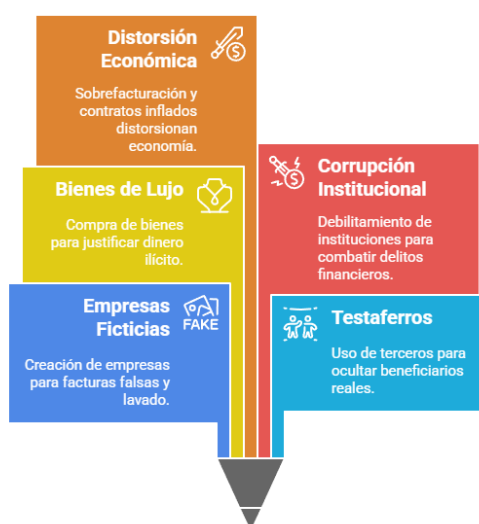 Distorsión
Económica
Sobrefacturación y
contratos inflados
distorsionan
economía.
Bienes de Lujo
Compra de bienes
para justificar dinero
ilícito.
Corrupción
Institucional
Debilitamiento de
instituciones para
combatir delitos
financieros.
Empresas
Ficticias
FAKE
Creación de empresas
para facturas falsas y
lavado.
Testaferros
Uso de terceros para
ocultar beneficiarios
reales.